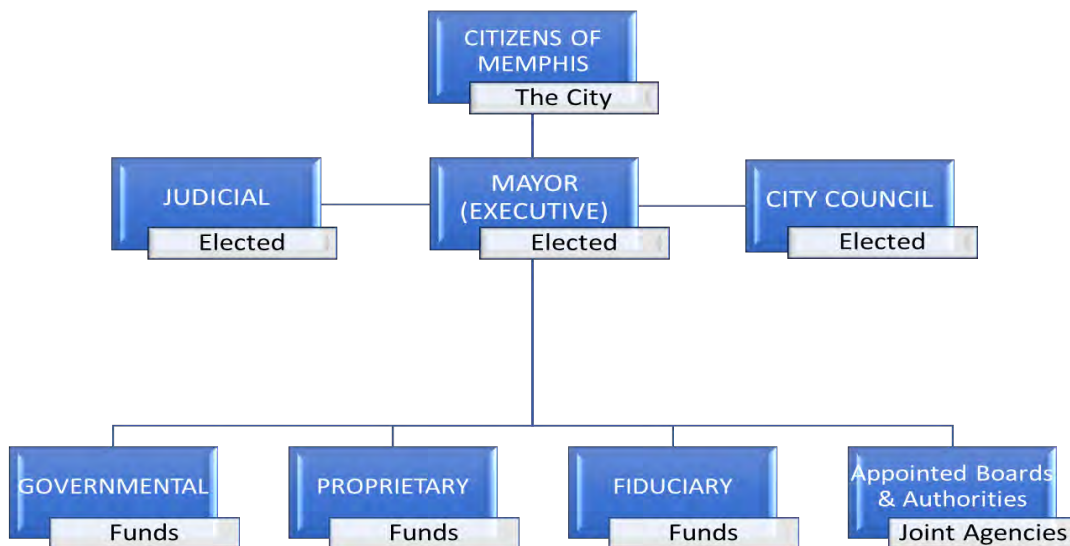 CITIZENS OF
MEMPHIS
The City
JUDICIAL
Elected
MAYOR
(EXECUTIVE)
Elected
CITY COUNCIL
Elected
GOVERNMENTAL
Funds
PROPRIETARY
Funds
FIDUCIARY
Funds
Appointed Boards
& Authorities
Joint Agencies